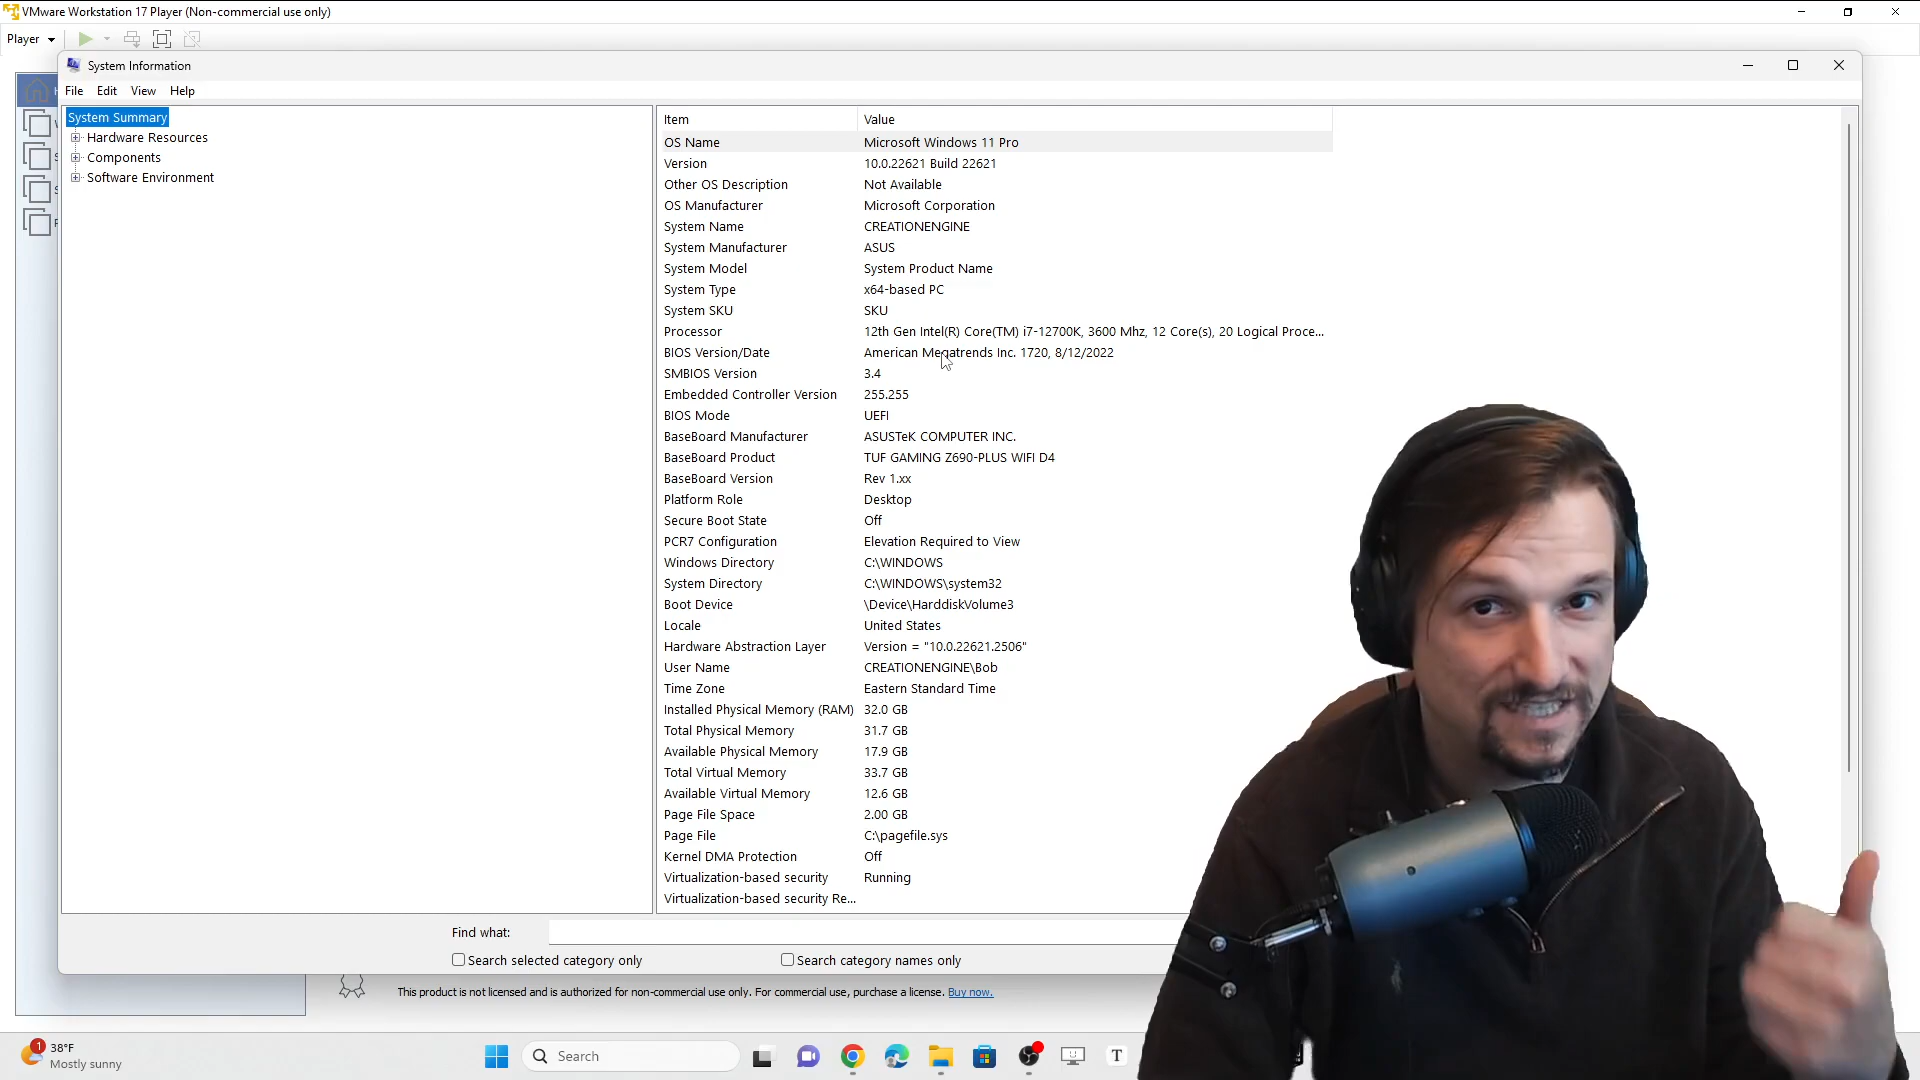 VMware Workstation 17 Player (Non-commercial use only)
Player
System Information
File Edit View Help
System Summary
Hardware Resources
Components
Software Environment
Item Value
OS Name Microsoft Windows 11 Pro
Version 10.0.22621 Build 22621
Other OS Description Not Available
OS Manufacturer Microsoft Corporation
System Name CREATIONENGINE
System Manufacturer ASUS
System Model System Product Name
System Type x64-based PC
System SKU SKU
Processor 12th Gen Intel(R) Core(TM) i7-12700K, 3600 Mhz, 12 Core(s), 20 Logical Proce...
BIOS Version/Date American Megatrends Inc. 1720, 8/12/2022
SMBIOS Version 3.4
Embedded Controller Version 255.255
BIOS Mode UEFI
BaseBoard Manufacturer ASUSTeK COMPUTER INC.
BaseBoard Product TUF GAMING Z690-PLUS WIFI D4
BaseBoard Version Rev 1.xx
Platform Role Desktop
Secure Boot State Off
PCR7 Configuration Elevation Required to View
Windows Directory C:\WINDOWS
System Directory C:\WINDOWS\system32
Boot Device \Device\HarddiskVolume3
Locale United States
Hardware Abstraction Layer Version = "10.0.22621.2506"
User Name CREATIONENGINE\Bob
Time Zone Eastern Standard Time
Installed Physical Memory (RAM) 32.0 GB
Total Physical Memory 31.7 GB
Available Physical Memory 17.9 GB
Total Virtual Memory 33.7 GB
Available Virtual Memory 12.6 GB
Page File Space 2.00 GB
Page File C:\pagefile.sys
Kernel DMA Protection Off
Virtualization-based security Running
Virtualization-based security Re...
Find what:
Search selected category only Search category names only
This product is not licensed and is authorized for non-commercial use only. For commercial use, purchase a license. Buy now.
1 38°F
Mostly sunny
Search
T